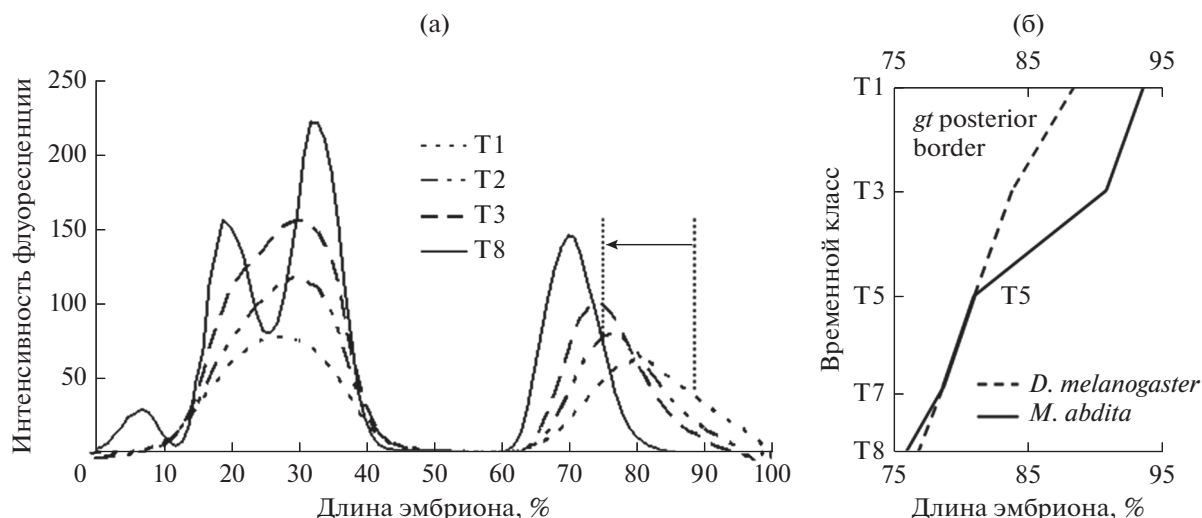 (а)
Интенсивность флуоресценции
250
200
150
100
50
0
10
20
30
40
50
60
70
80
90
100
Длина эмбриона, %
T1
T2
T3
T8
(б)
75
85
95
Временной класс
T1
T3
T5
T7
T8
gt posterior
border
T5
D. melanogaster
M. abdita
75
85
95
Длина эмбриона, %